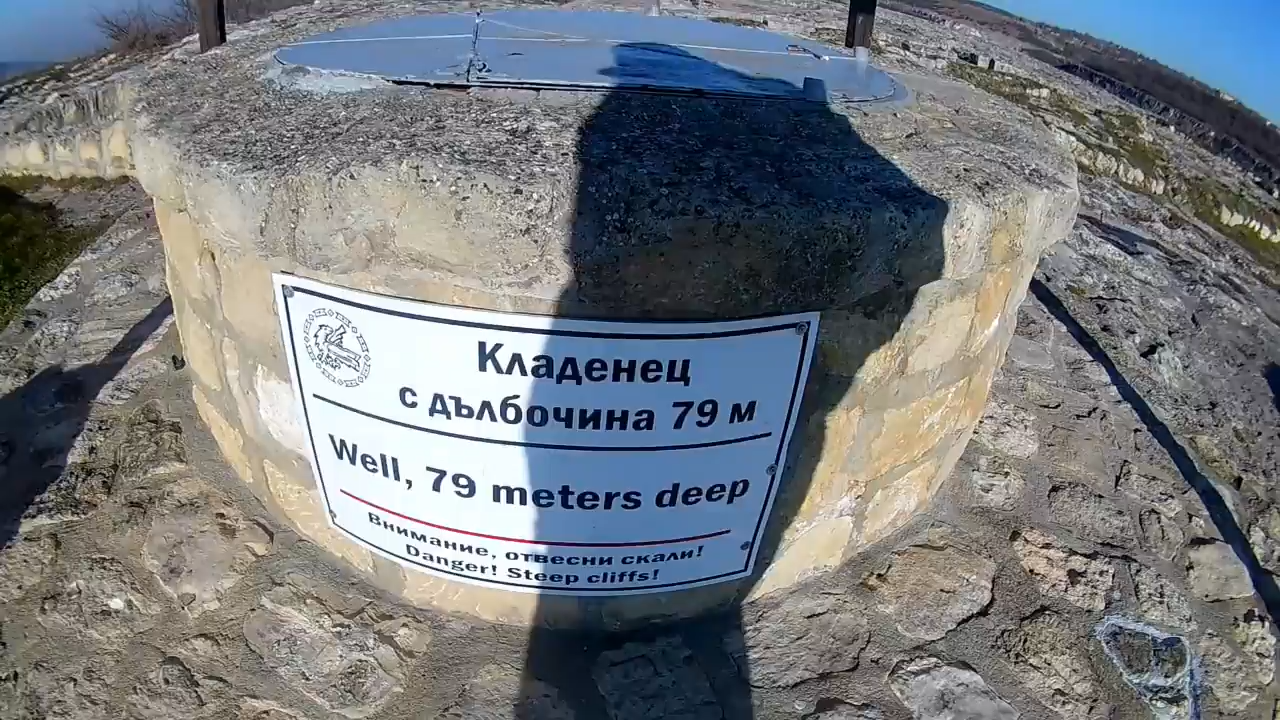 Кладенец
с дълбочина 79 м
Well, 79 meters deep
Внимание, отвесни скали!
Danger! Steep cliffs!